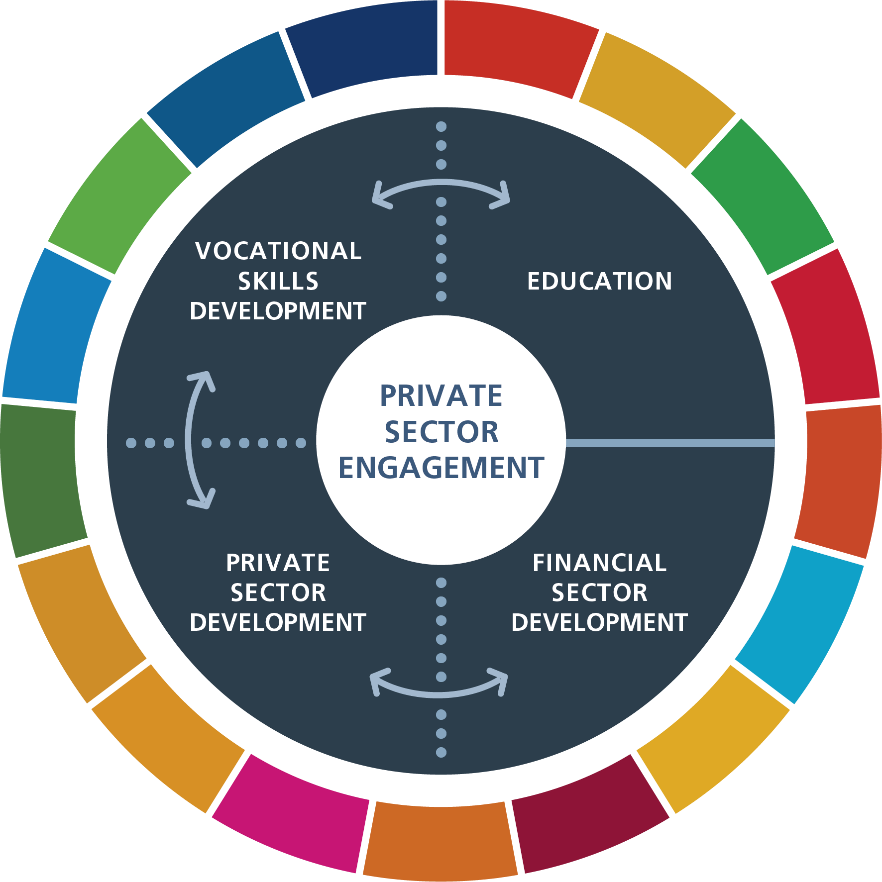 VOCATIONAL
SKILLS
DEVELOPMENT
EDUCATION
PRIVATE
SECTOR
ENGAGEMENT
PRIVATE
SECTOR
DEVELOPMENT
FINANCIAL
SECTOR
DEVELOPMENT